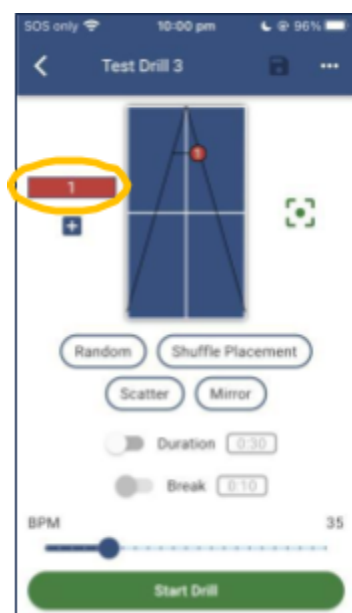 SOS only 10:00 pm 96%
Test Drill 3
1
1
Random Shuffle Placement
Scatter Mirror
Duration 0:30
Break 0:10
BPM 35
Start Drill